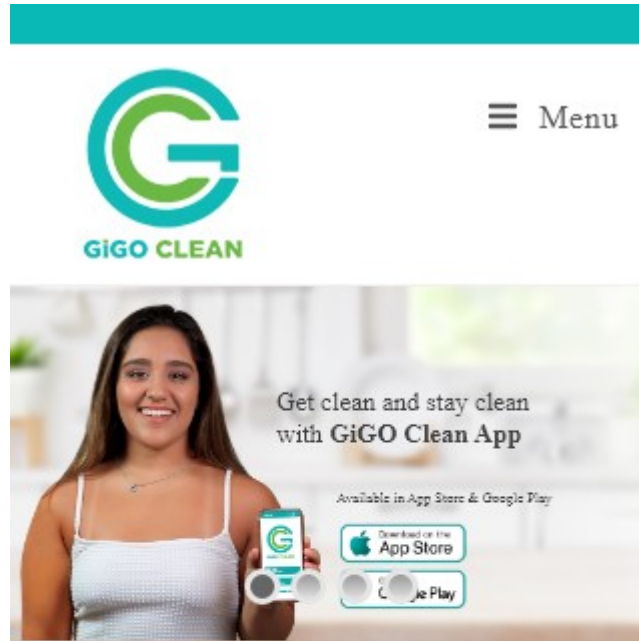 Menu
GiGO CLEAN
Get clean and stay clean
with GiGO Clean App
Available in App Store & Google Play
Download on the
App Store
Play